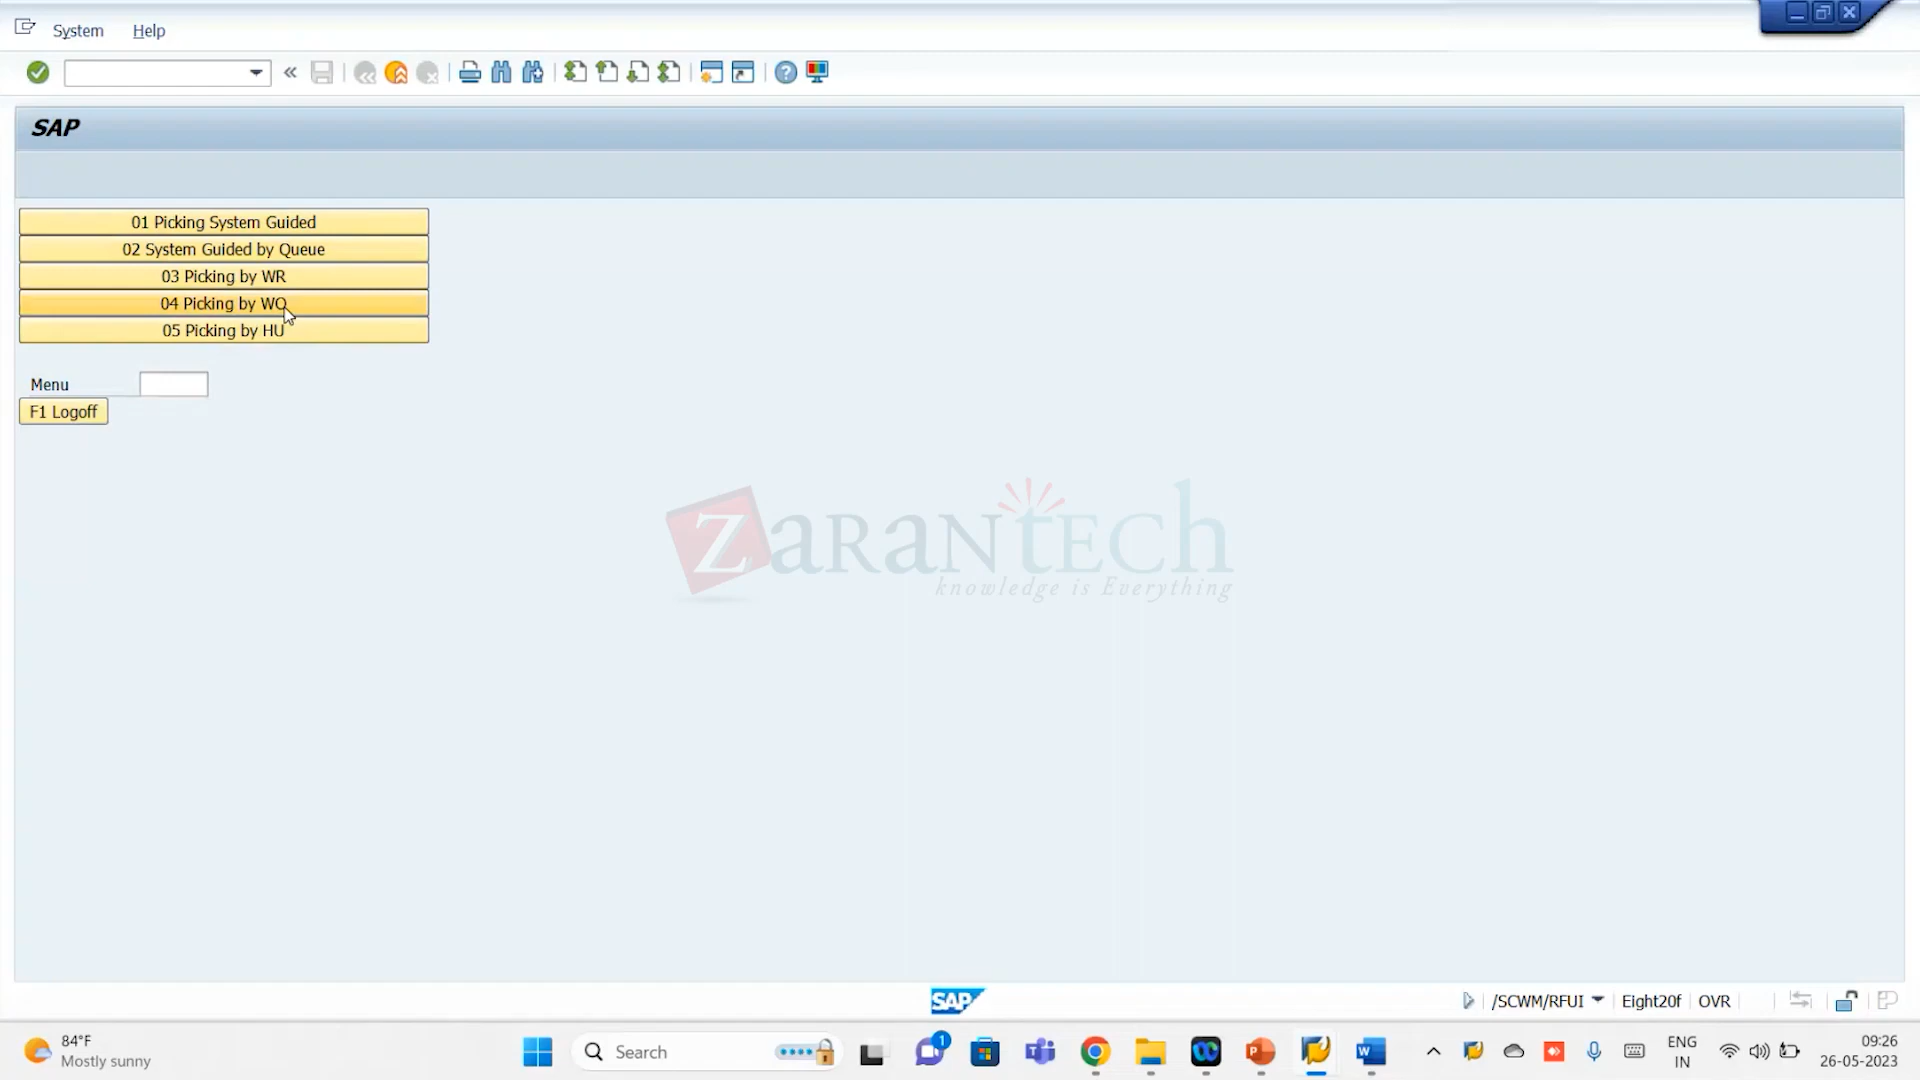 System Help
SAP
01 Picking System Guided
02 System Guided by Queue
03 Picking by WR
04 Picking by WO
05 Picking by HU
Menu
F1 Logoff
ZaranTech
knowledge is Everything
SAP
/SCWM/RFUI Eight20f OVR
84°F
Mostly sunny
Search
1
ENG
IN
09:26
26-05-2023